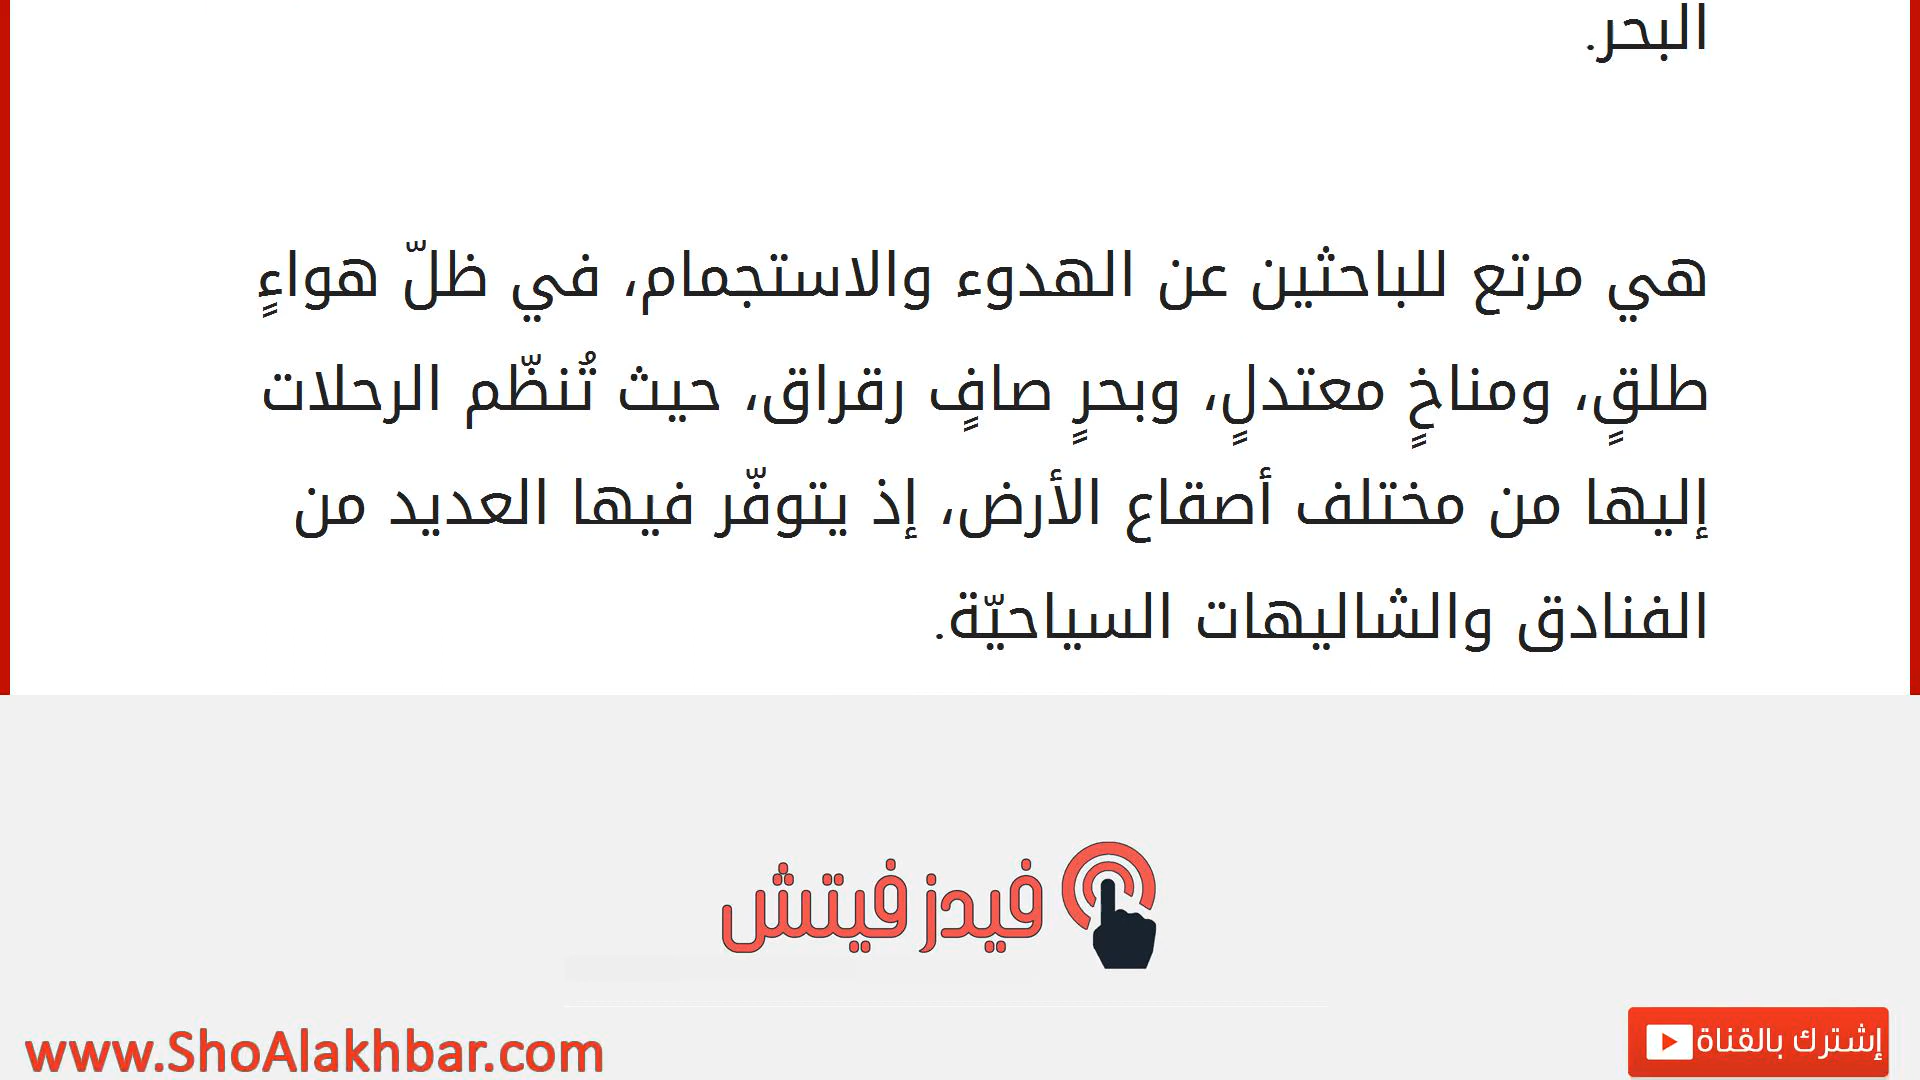 البحر.
هي مرتع للباحثين عن الهدوء والاستجمام، في ظلّ هواءٍ
طلقٍ، ومناخٍ معتدلٍ، وبحرٍ صافٍ رقراق، حيث تُنظّم الرحلات
إليها من مختلف أصقاع الأرض، إذ يتوفّر فيها العديد من
الفنادق والشاليهات السياحيّة.
فيدز فيتش
www.ShoAlakhbar.com
إشترك بالقناة